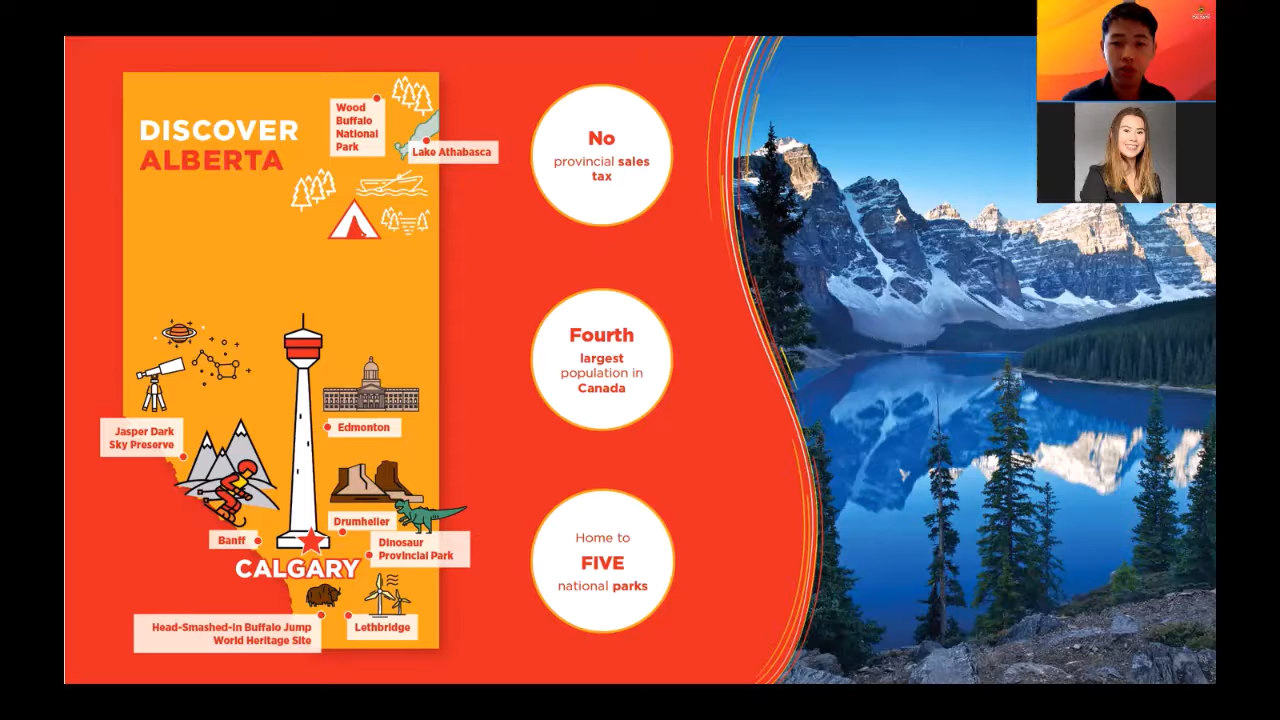 DISCOVER
ALBERTA
Wood
Buffalo
National
Park
Lake Athabasca
Jasper Dark
Sky Preserve
Edmonton
Drumheller
Banff
Dinosaur
Provincial Park
CALGARY
Head-Smashed-In Buffalo Jump
World Heritage Site
Lethbridge
No
provincial sales
tax
Fourth
largest
population in
Canada
Home to
FIVE
national parks